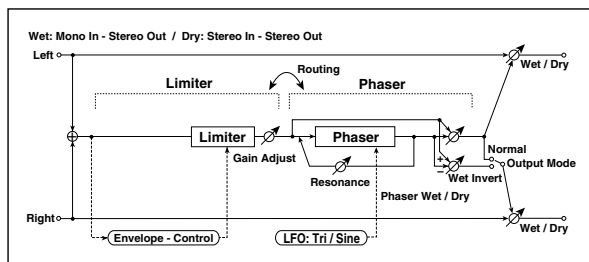 Wet: Mono In - Stereo Out / Dry: Stereo In - Stereo Out
Left
Wet / Dry
Routing
Limiter
Phaser
Limiter
Phaser
Gain Adjust
Resonance
+
−
Wet Invert
Normal
Output Mode
Phaser Wet / Dry
Right
Wet / Dry
Envelope - Control
LFO: Tri / Sine